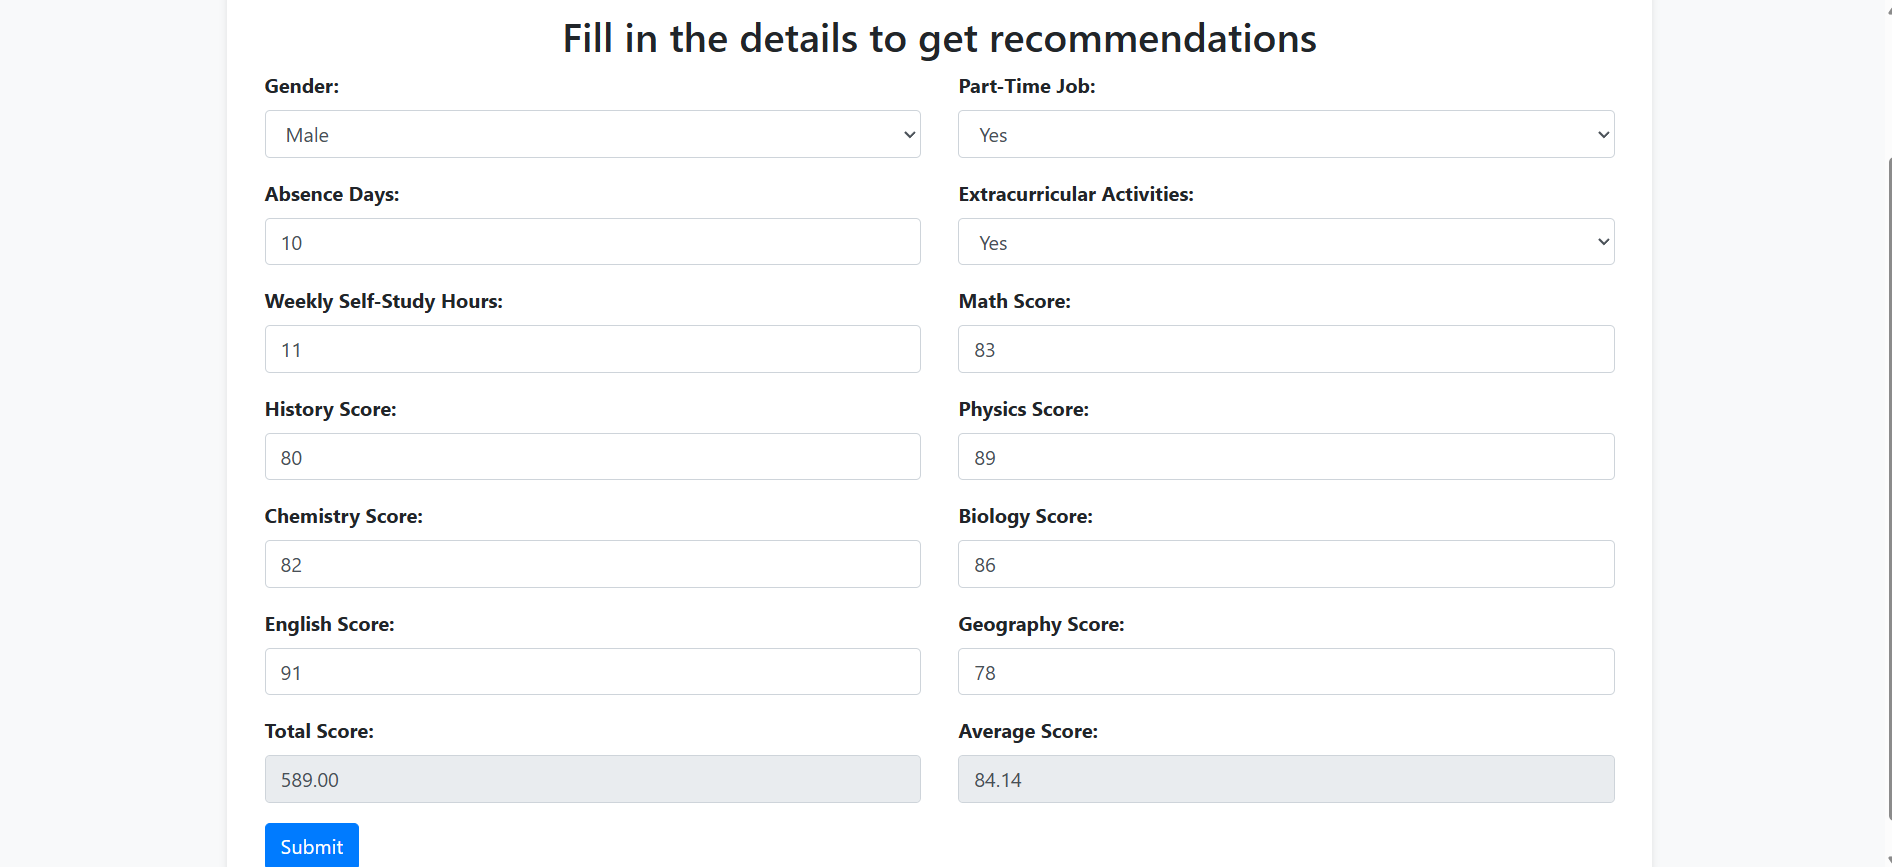 Fill in the details to get recommendations
Gender: Part-Time Job:
Male Yes
Absence Days: Extracurricular Activities:
10 Yes
Weekly Self-Study Hours: Math Score:
11 83
History Score: Physics Score:
80 89
Chemistry Score: Biology Score:
82 86
English Score: Geography Score:
91 78
Total Score: Average Score:
589.00 84.14
Submit